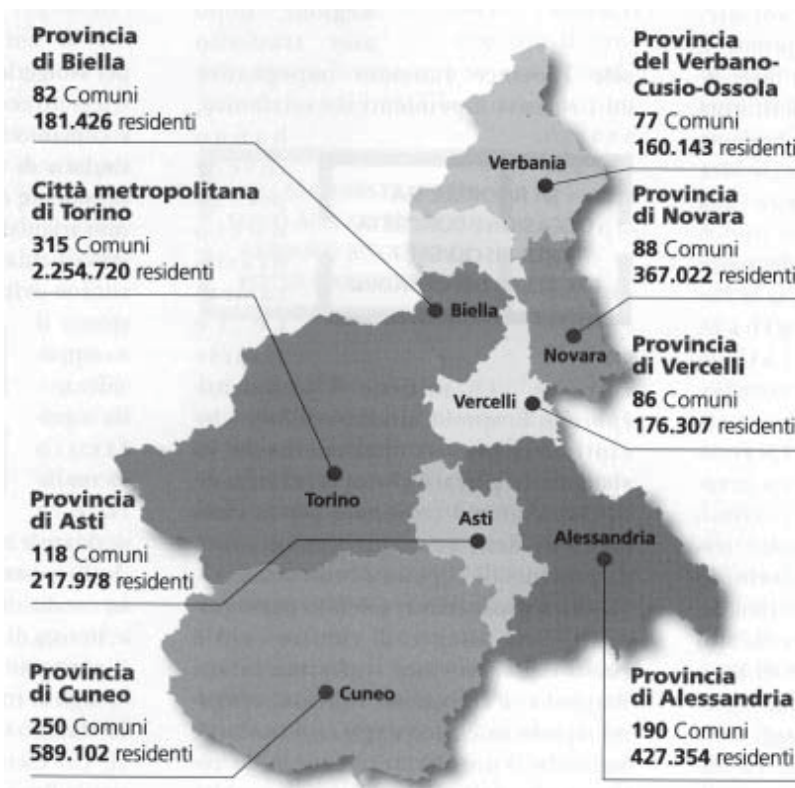 Provincia
di Biella
82 Comuni
181.426 residenti
Città metropolitana
di Torino
315 Comuni
2.254.720 residenti
Provincia
di Asti
118 Comuni
217.978 residenti
Provincia
di Cuneo
250 Comuni
589.102 residenti
Verbania
Biella
Novara
Vercelli
Torino
Asti
Alessandria
Cuneo
Provincia
del Verbano-
Cusio-Ossola
77 Comuni
160.143 residenti
Provincia
di Novara
88 Comuni
367.022 residenti
Provincia
di Vercelli
86 Comuni
176.307 residenti
Provincia
di Alessandria
190 Comuni
427.354 residenti